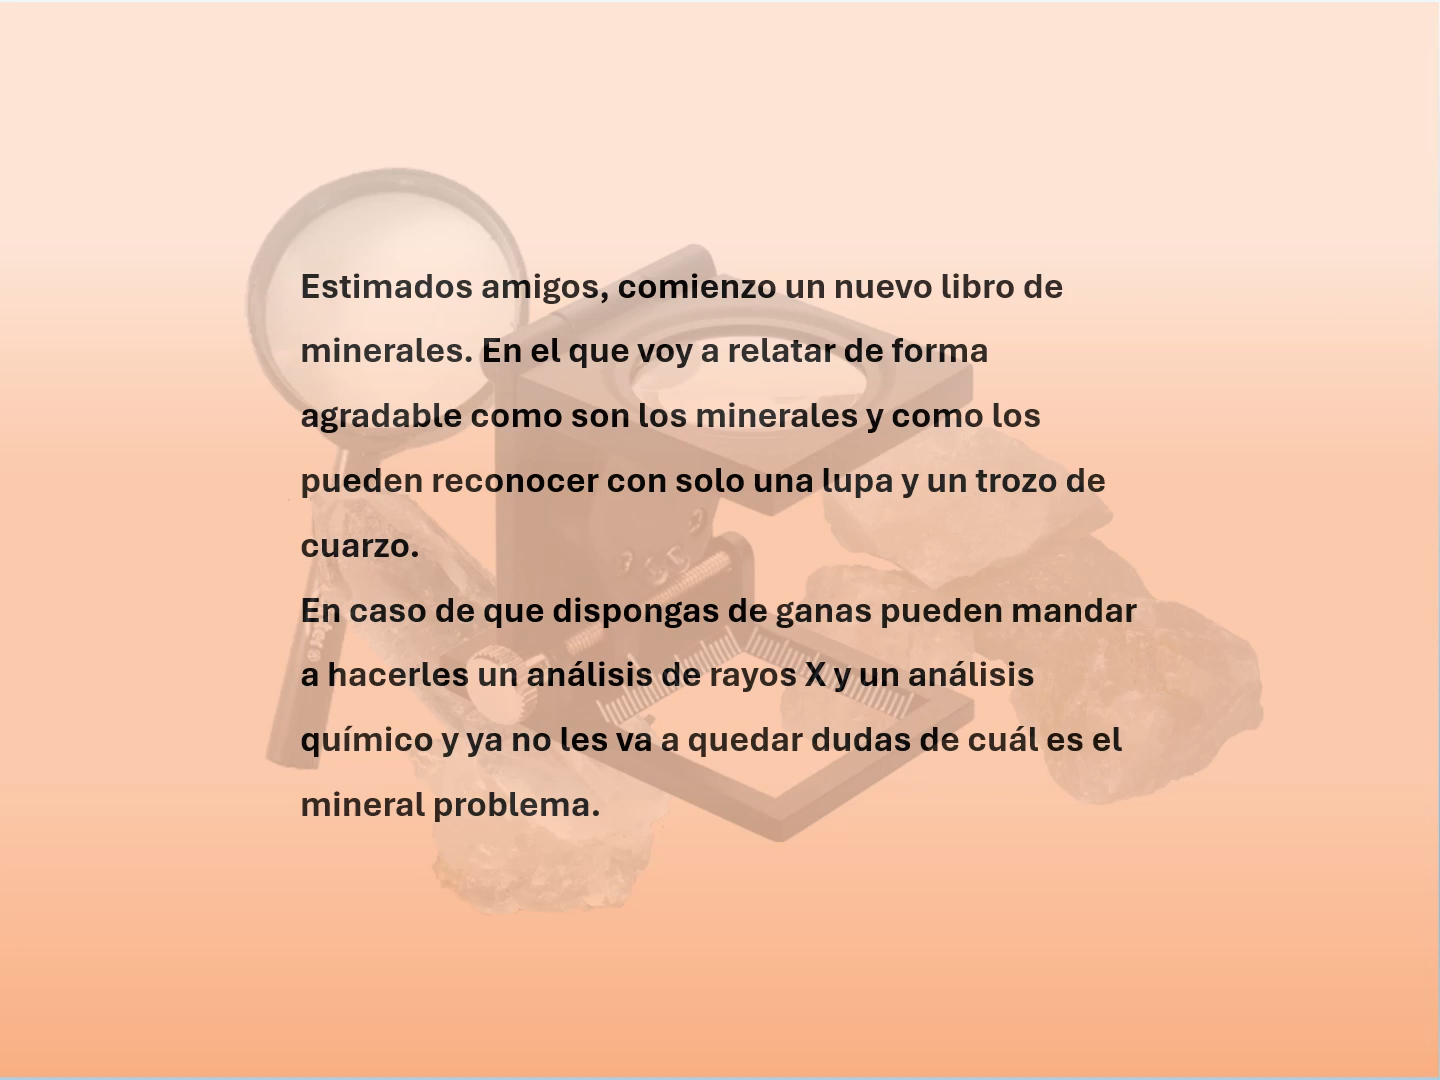 Estimados amigos, comienzo un nuevo libro de
minerales. En el que voy a relatar de forma
agradable como son los minerales y como los
pueden reconocer con solo una lupa y un trozo de
cuarzo.
En caso de que dispongas de ganas pueden mandar
a hacerles un análisis de rayos X y un análisis
químico y ya no les va a quedar dudas de cuál es el
mineral problema.